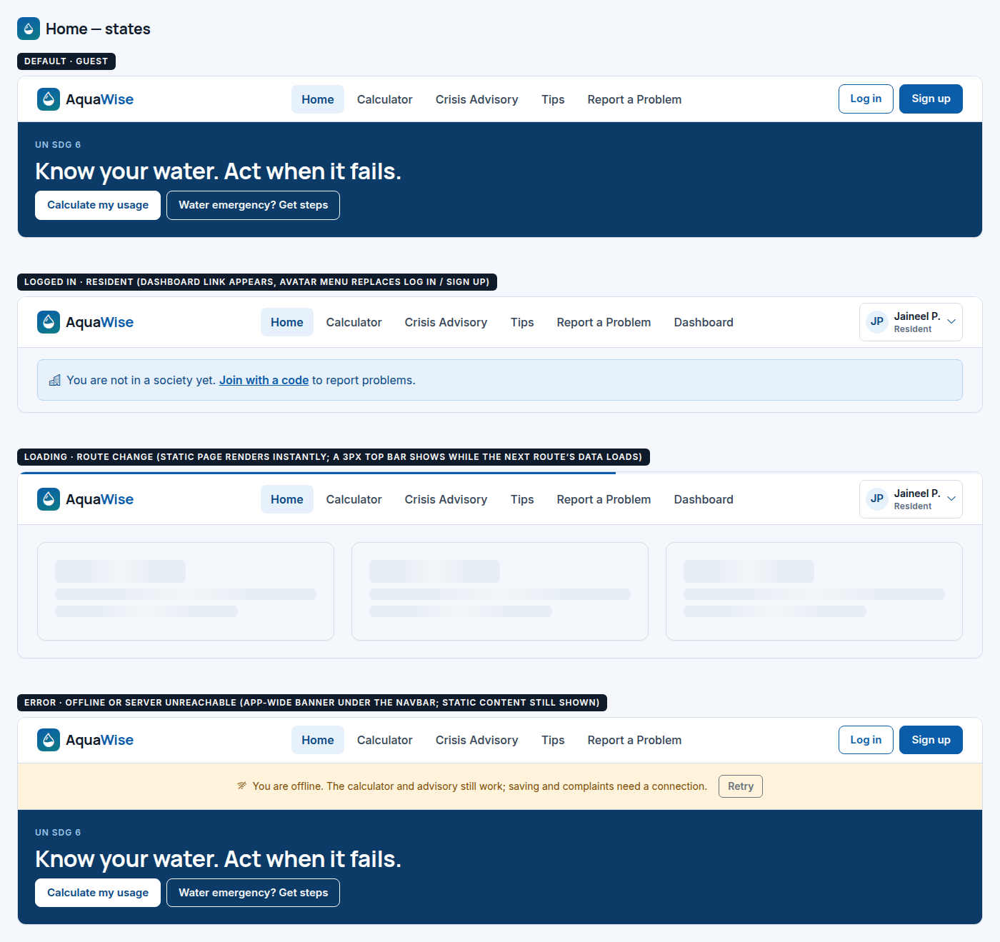 Home — states
DEFAULT · GUEST
AquaWise Home Calculator Crisis Advisory Tips Report a Problem Log in Sign up
UN SDG 6
Know your water. Act when it fails.
Calculate my usage Water emergency? Get steps
LOGGED IN · RESIDENT (DASHBOARD LINK APPEARS, AVATAR MENU REPLACES LOG IN / SIGN UP)
AquaWise Home Calculator Crisis Advisory Tips Report a Problem Dashboard JP Jaineel P.
Resident
You are not in a society yet. Join with a code to report problems.
LOADING · ROUTE CHANGE (STATIC PAGE RENDERS INSTANTLY; A 3PX TOP BAR SHOWS WHILE THE NEXT ROUTE’S DATA LOADS)
AquaWise Home Calculator Crisis Advisory Tips Report a Problem Dashboard JP Jaineel P.
Resident
ERROR · OFFLINE OR SERVER UNREACHABLE (APP-WIDE BANNER UNDER THE NAVBAR; STATIC CONTENT STILL SHOWN)
AquaWise Home Calculator Crisis Advisory Tips Report a Problem Log in Sign up
You are offline. The calculator and advisory still work; saving and complaints need a connection. Retry
UN SDG 6
Know your water. Act when it fails.
Calculate my usage Water emergency? Get steps